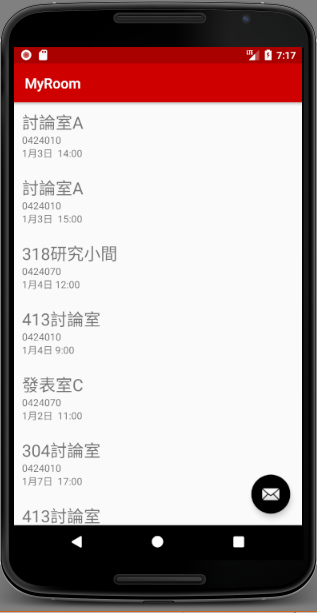 LTE 7:17
MyRoom
討論室A
0424010
1月3日 14:00
討論室A
0424010
1月3日 15:00
318研究小間
0424070
1月4日 12:00
413討論室
0424010
1月4日 9:00
發表室C
0424070
1月2日 11:00
304討論室
0424010
1月7日 17:00
413討論室